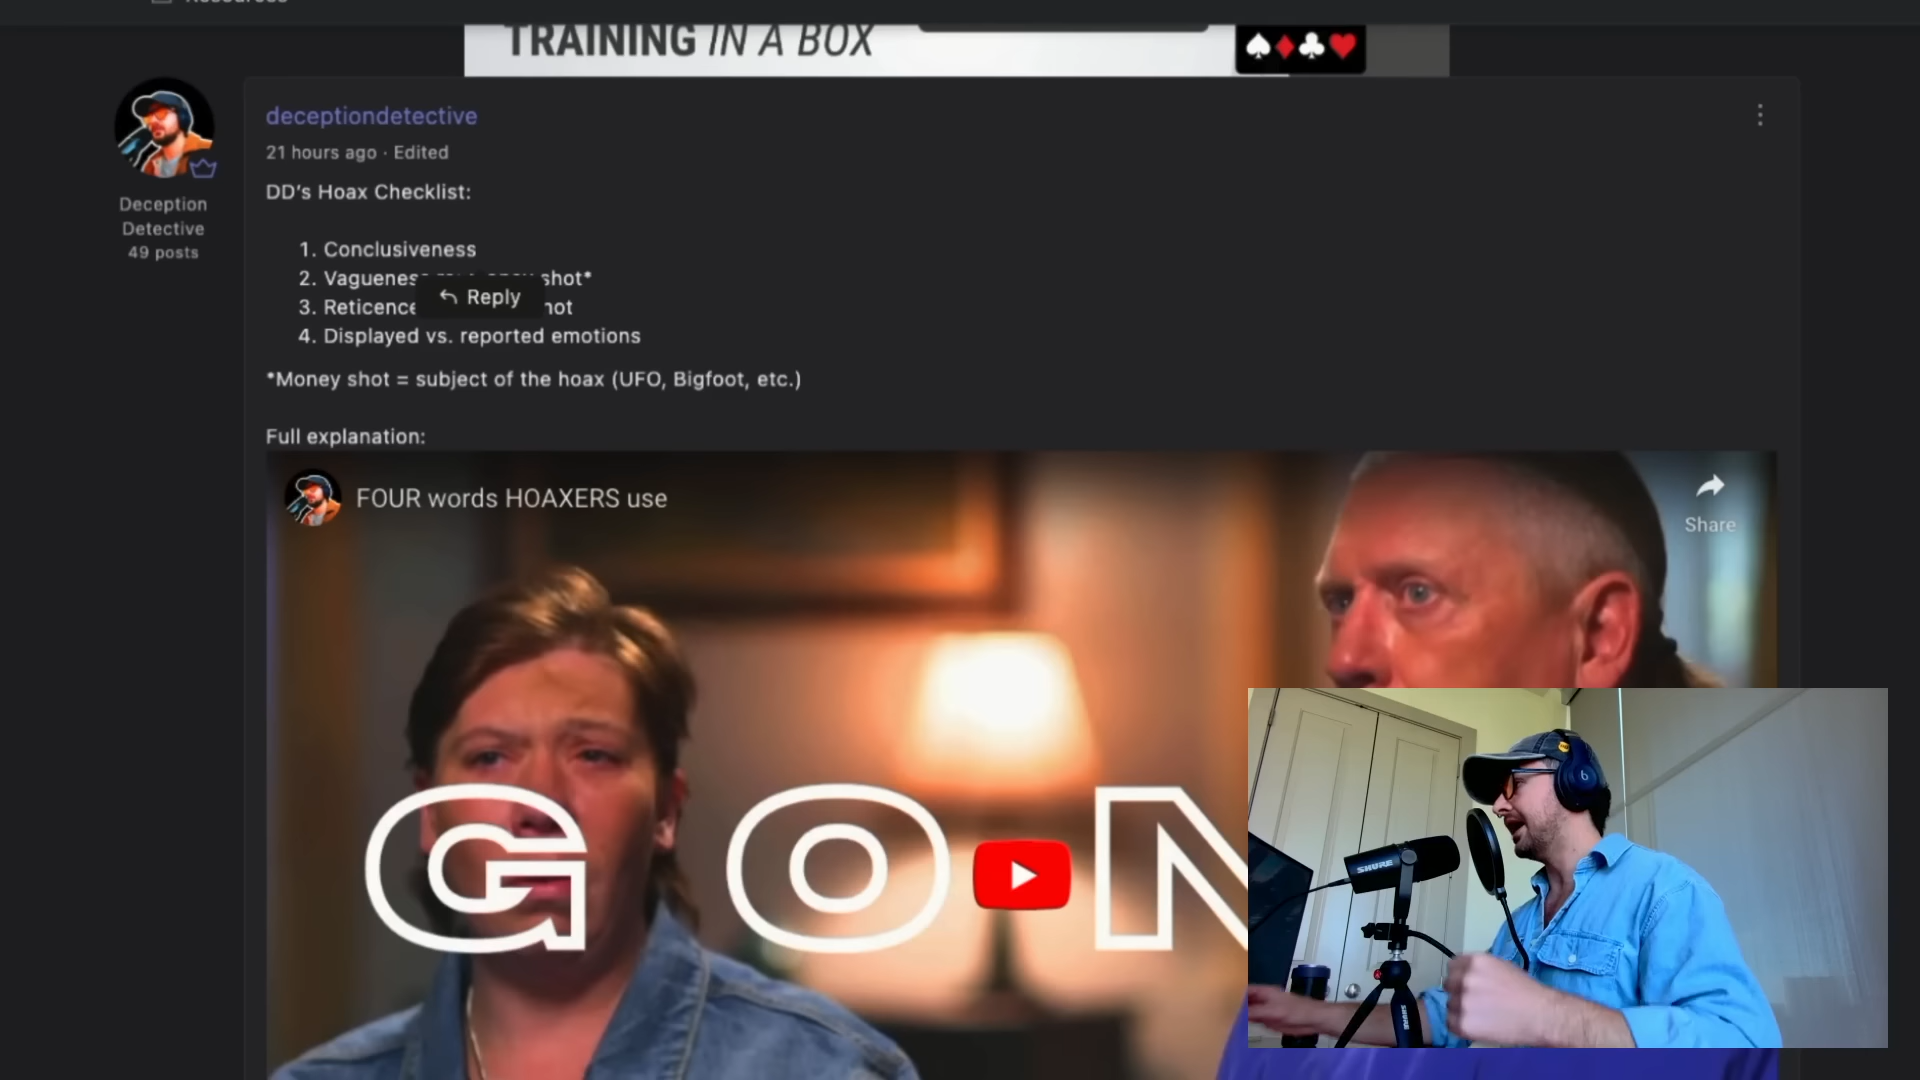 TRAINING IN A BOX
deceptiondetective
21 hours ago · Edited
Deception
Detective
49 posts
DD's Hoax Checklist:
1. Conclusiveness
2. shot*
Reply
3.
4. Displayed vs. reported emotions
*Money shot = subject of the hoax (UFO, Bigfoot, etc.)
Full explanation:
FOUR words HOAXERS use
Share
G O N
SHURE
SHURE